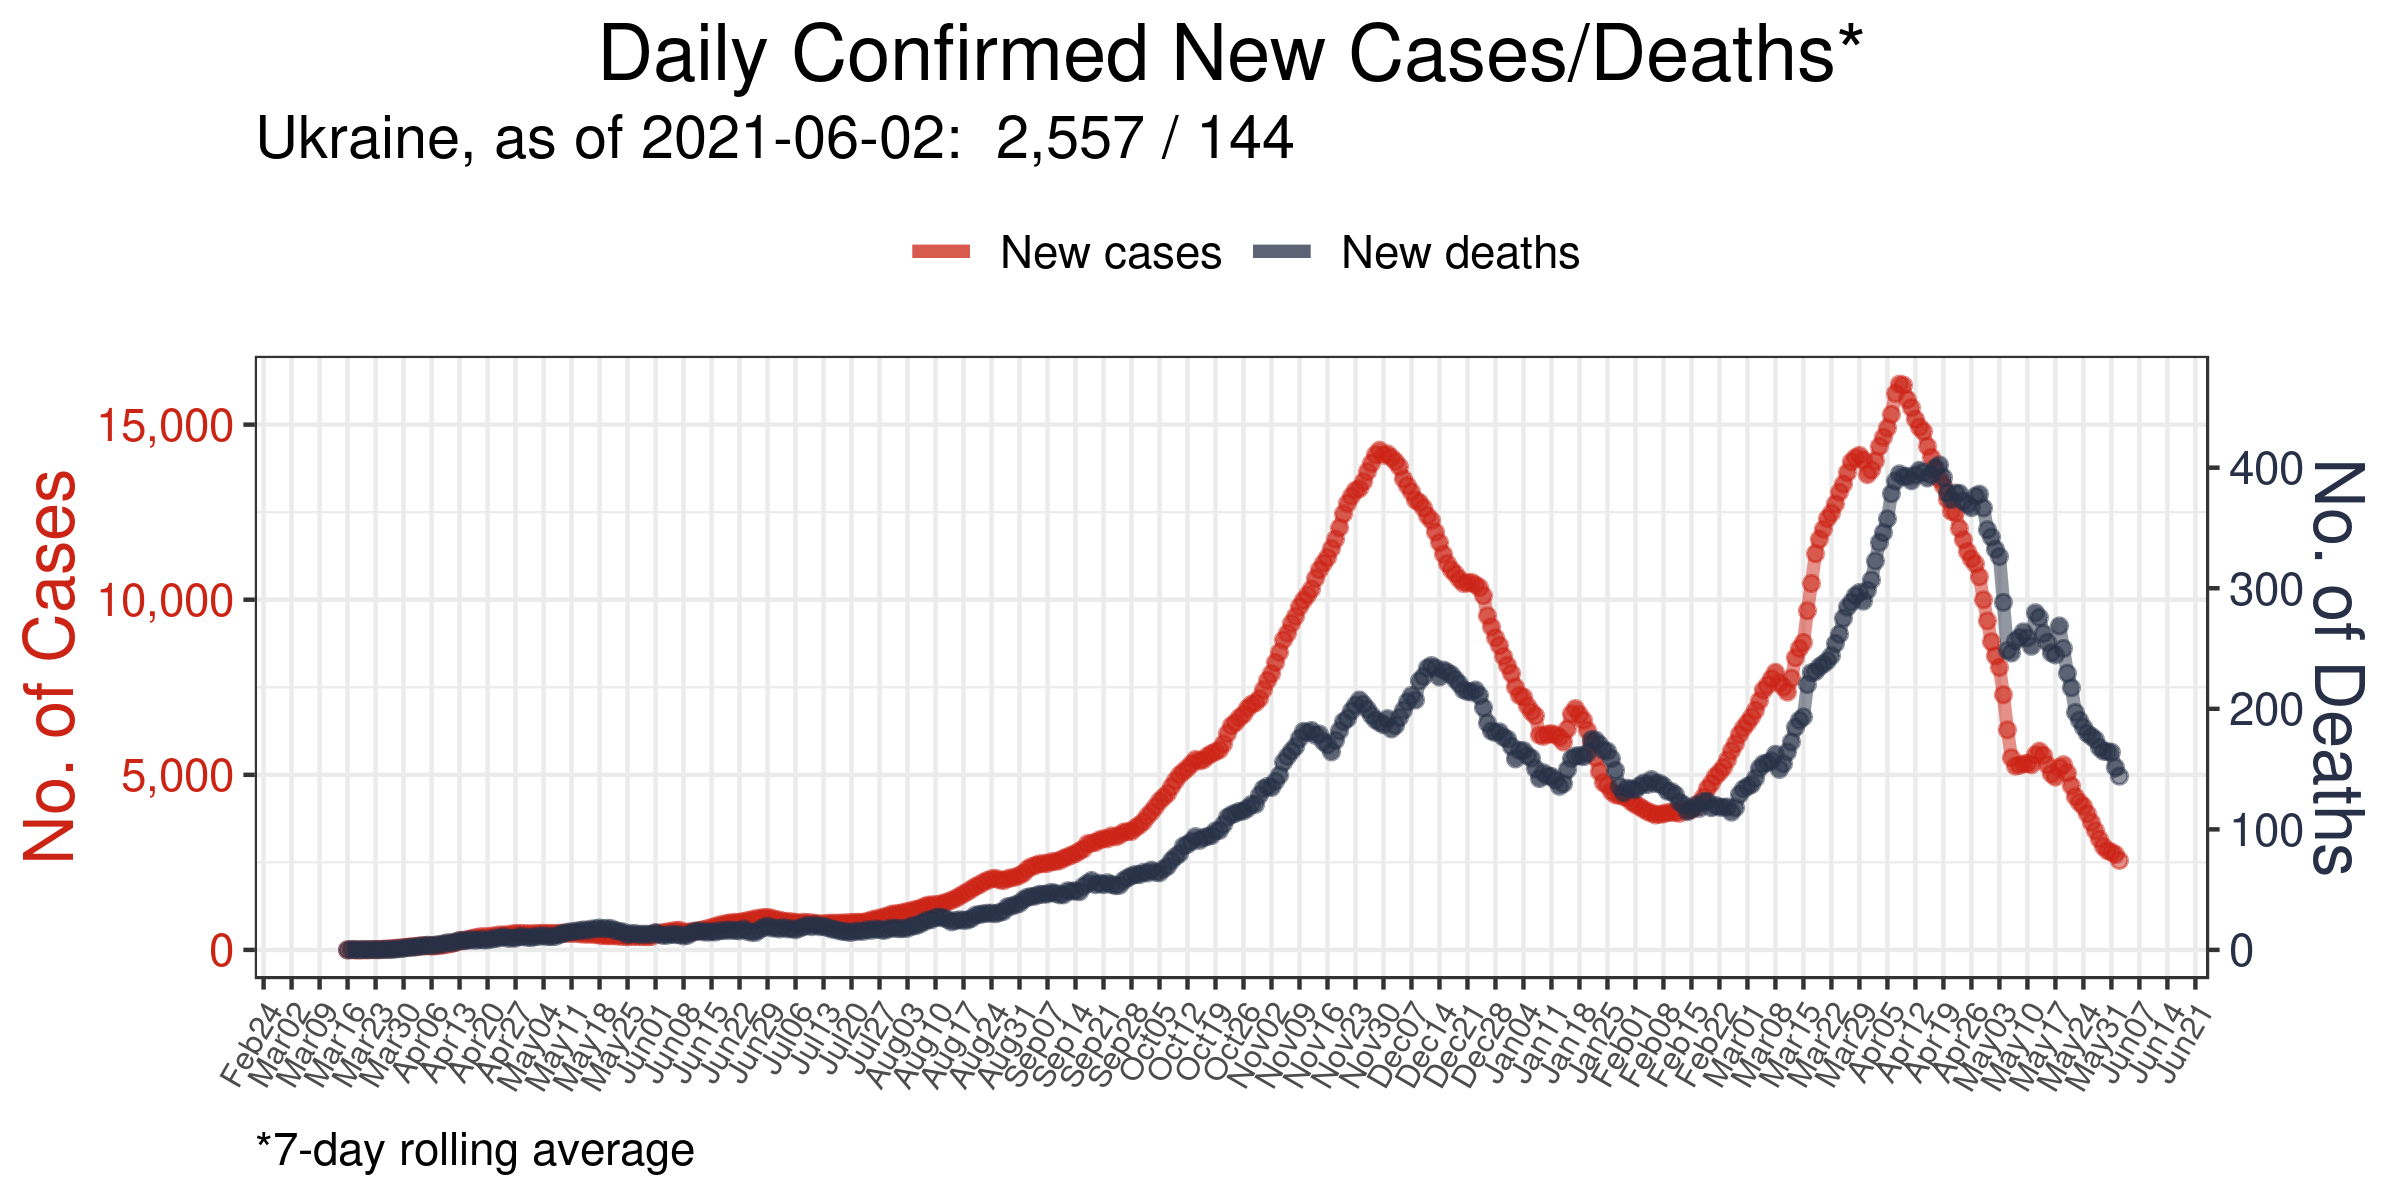 Daily Confirmed New Cases/Deaths*
Ukraine, as of 2021-06-02:  2,557 / 144
New cases
New deaths
No. of Cases
15,000
10,000
5,000
0
400
300
200
100
0
No. of Deaths
Feb24
Mar02
Mar09
Mar16
Mar23
Mar30
Apr06
Apr13
Apr20
Apr27
May04
May11
May18
May25
Jun01
Jun08
Jun15
Jun22
Jun29
Jul06
Jul13
Jul20
Jul27
Aug03
Aug10
Aug17
Aug24
Aug31
Sep07
Sep14
Sep21
Sep28
Oct05
Oct12
Oct19
Oct26
Nov02
Nov09
Nov16
Nov23
Nov30
Dec07
Dec14
Dec21
Dec28
Jan04
Jan11
Jan18
Jan25
Feb01
Feb08
Feb15
Feb22
Mar01
Mar08
Mar15
Mar22
Mar29
Apr05
Apr12
Apr19
Apr26
May03
May10
May17
May24
May31
Jun07
Jun14
Jun21
*7-day rolling average